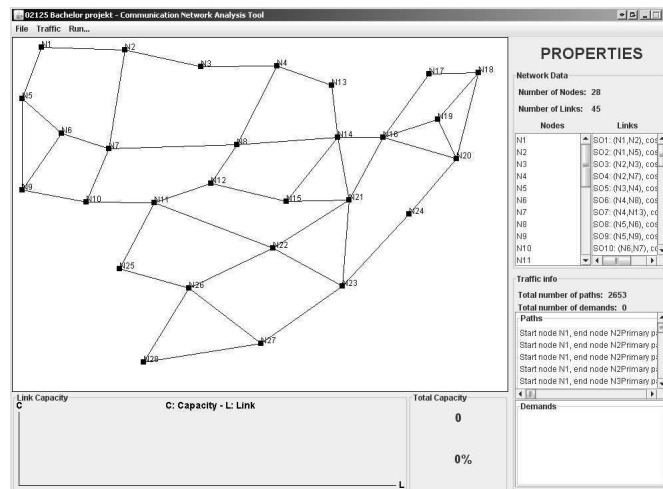 02125 Bachelor projekt - Communication Network Analysis Tool
File Traffic Run...
N1
N2
N3
N4
N13
N17
N18
N5
N6
N7
N8
N14
N16
N19
N20
N9
N10
N11
N12
N15
N21
N24
N22
N25
N26
N23
N27
N28
PROPERTIES
Network Data
Number of Nodes: 28
Number of Links: 45
Nodes Links
N1 SO1: (N1,N2), cos
N2 SO2: (N1,N5), cos
N3 SO3: (N2,N3), cos
N4 SO4: (N2,N7), cos
N5 SO5: (N3,N4), cos
N6 SO6: (N4,N8), cos
N7 SO7: (N4,N13), co
N8 SO8: (N5,N6), cos
N9 SO9: (N5,N9), cos
N10 SO10: (N6,N7), co
N11
Traffic info
Total number of paths: 2653
Total number of demands: 0
Paths
Start node N1, end node N2Primary pa
Start node N1, end node N2Primary pa
Start node N1, end node N2Primary pa
Start node N1, end node N2Primary pa
Start node N1, end node N3Primary pa
Demands
Link Capacity
C
C: Capacity - L: Link
L
Total Capacity
0
0%